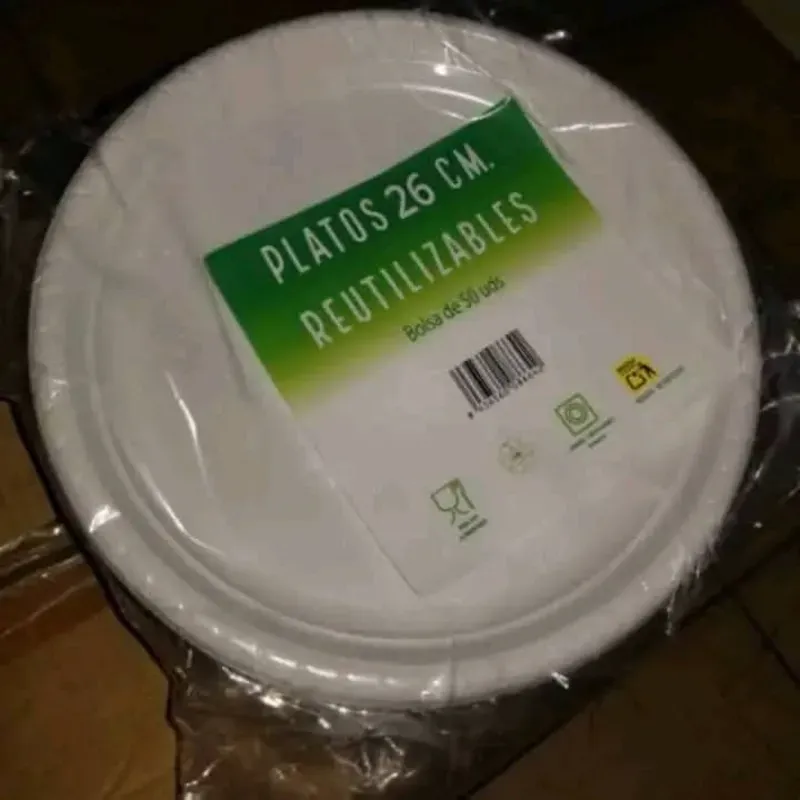 PLATOS 26 CM.
REUTILIZABLES
Bolsa de 50 uds